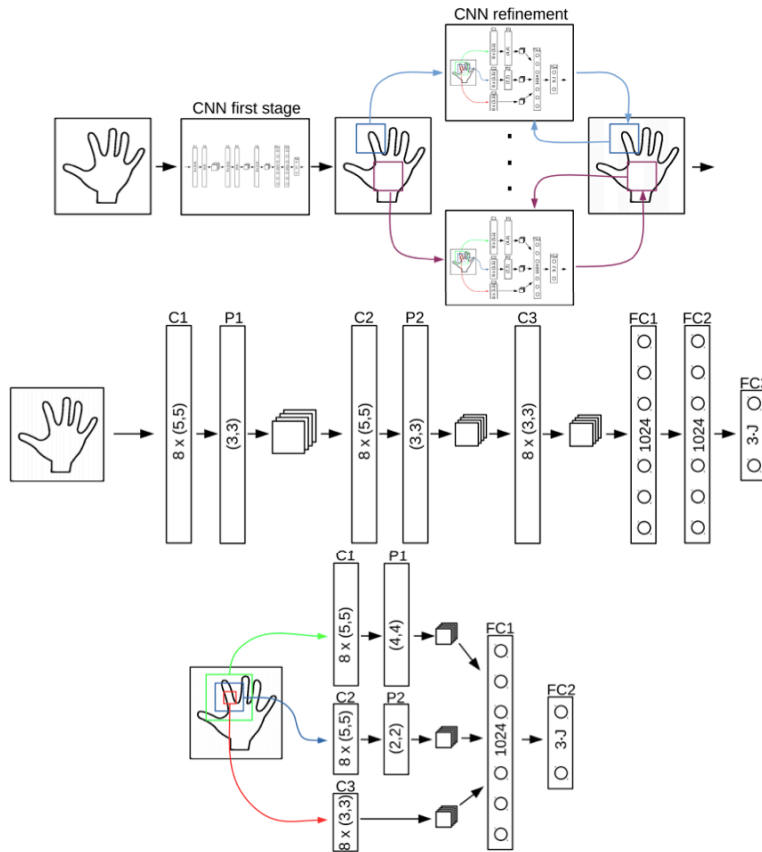 CNN refinement
CNN first stage
C1
P1
C2
P2
C3
FC1
FC2
8 x (5,5)
(3,3)
8 x (5,5)
(3,3)
8 x (3,3)
1024
1024
3-J
C1
P1
8 x (5,5)
(4,4)
C2
P2
8 x (5,5)
(2,2)
C3
8 x (3,3)
FC1
1024
FC2
3-J